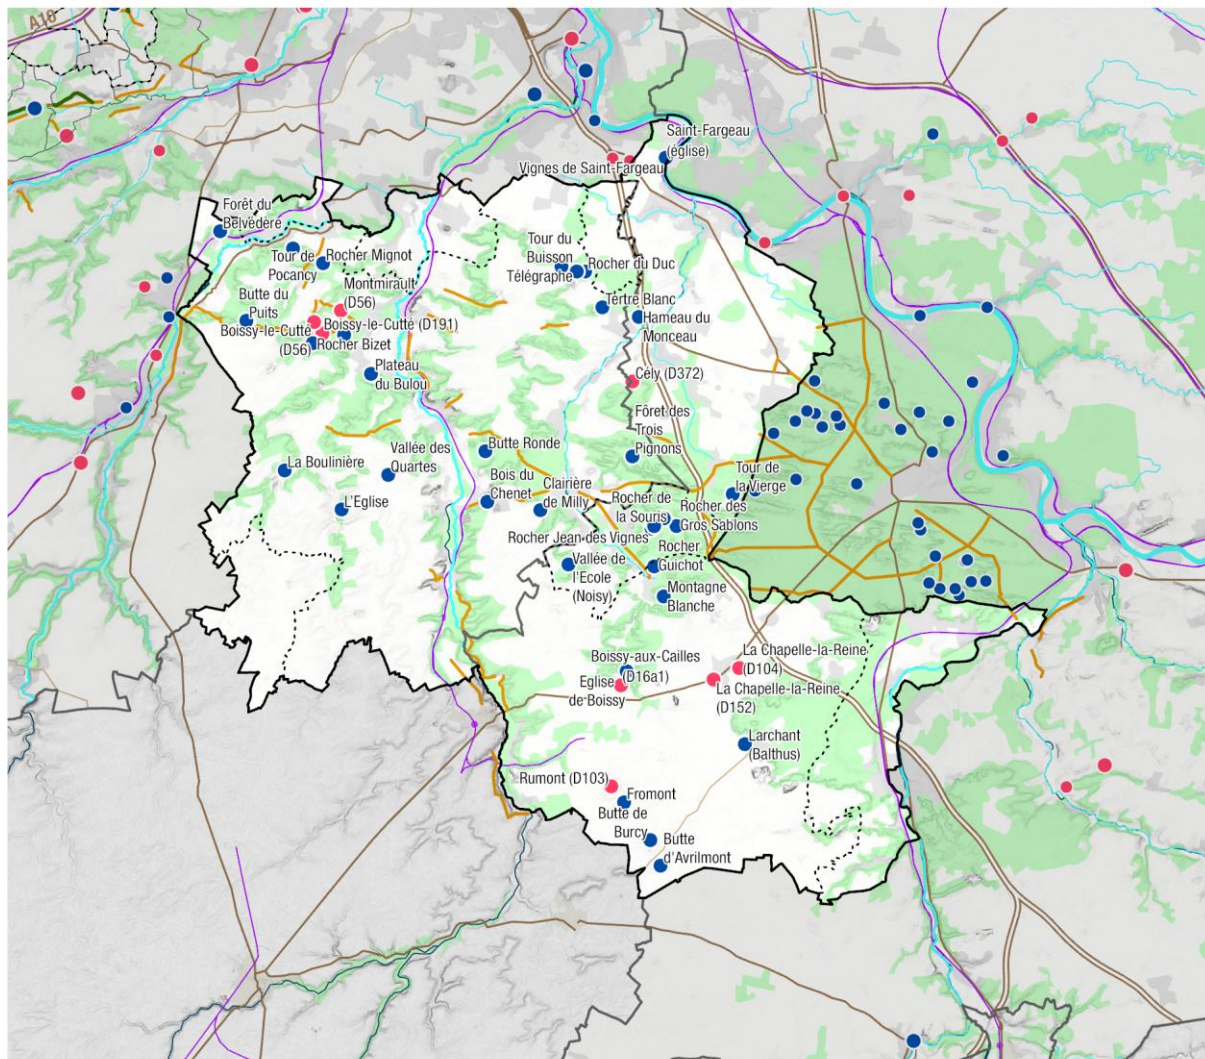 A10
Saint-Fargeau
(église)
Vignes de Saint-Fargeau
Forêt du
Belvédère
Tour de
Pocancy
Rocher Mignot
Montmirault
(D56)
Butte du
Puits
Boissy-le-Cutté
(D56)
Boissy-le-Cutté (D191)
Rocher Bizet
Plateau
du Bulou
Tour du
Buisson
Télégraphe
Rocher du Duc
Tertre Blanc
Hameau du
Monceau
Cély (D372)
Fôret des
Trois
Pignons
Butte Ronde
Vallée des
Quartes
La Boulinière
L'Eglise
Bois du
Chenet
Clairière
de Milly
Tour de
la Vierge
Rocher de
la Souris
Rocher des
Gros Sablons
Rocher Jean des Vignes
Rocher
Guichot
Vallée de
l'Ecole
(Noisy)
Montagne
Blanche
Boissy-aux-Cailles
(D16a1)
Eglise
de Boissy
La Chapelle-la-Reine
(D104)
La Chapelle-la-Reine
(D152)
Larchant
(Balthus)
Rumont (D103)
Fromont
Butte de
Burcy
Butte
d'Avrilmont